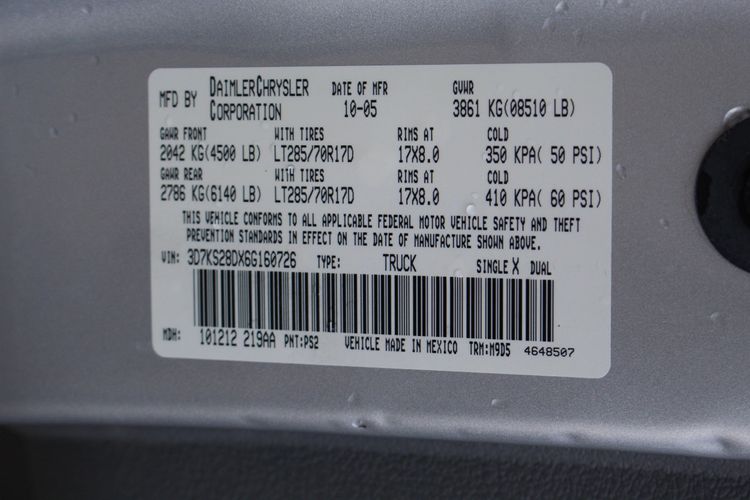 MFD BY DAIMLERCHRYSLER CORPORATION DATE OF MFR 10-05 GVWR 3861 KG(08510 LB)
GAWR FRONT WITH TIRES RIMS AT COLD
2042 KG(4500 LB) LT285/70R17D 17X8.0 350 KPA( 50 PSI)
GAWR REAR WITH TIRES RIMS AT COLD
2786 KG(6140 LB) LT285/70R17D 17X8.0 410 KPA( 60 PSI)
THIS VEHICLE CONFORMS TO ALL APPLICABLE FEDERAL MOTOR VEHICLE SAFETY AND THEFT
PREVENTION STANDARDS IN EFFECT ON THE DATE OF MANUFACTURE SHOWN ABOVE.
VIN: 3D7KS28DX6G160726 TYPE: TRUCK SINGLE X DUAL
MDH: 101212 219AA PNT:PS2 VEHICLE MADE IN MEXICO TRM:M9D5 4648507